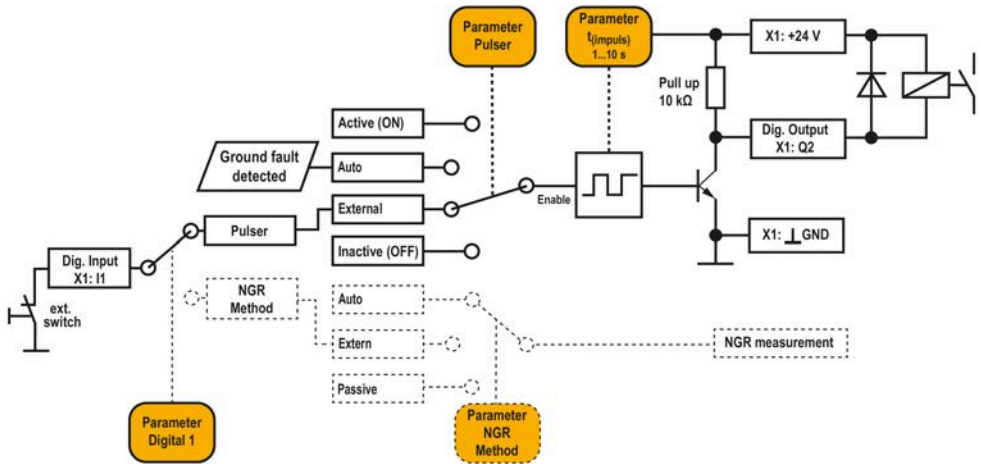 Parameter
Pulser
Parameter
t(impuls)
1...10 s
X1: +24 V
Pull up
10 kΩ
Active (ON)
Ground fault
detected
Auto
Dig. Output
X1: Q2
External
Enable
Pulser
Inactive (OFF)
X1: ⊥ GND
Dig. Input
X1: I1
ext.
switch
NGR
Method
Auto
Extern
NGR measurement
Passive
Parameter
Digital 1
Parameter
NGR
Method